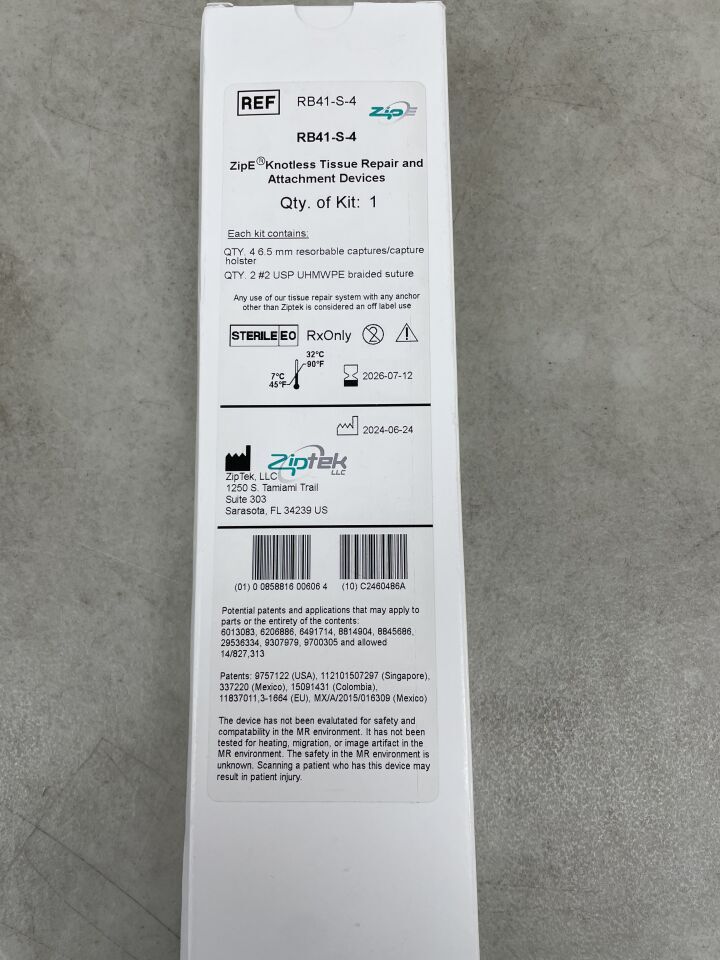 REF RB41-S-4 ZipE
RB41-S-4
ZipE® Knotless Tissue Repair and
Attachment Devices
Qty. of Kit: 1
Each kit contains:
QTY. 4 6.5 mm resorbable captures/capture
holster
QTY. 2 #2 USP UHMWPE braided suture
Any use of our tissue repair system with any anchor
other than Ziptek is considered an off label use
STERILE EO RxOnly
32°C
90°F
7°C
45°F
2026-07-12
2024-06-24
Ziptek
LLC
ZipTek, LLC
1250 S. Tamiami Trail
Suite 303
Sarasota, FL 34239 US
(01) 0 0858816 00606 4 (10) C2460486A
Potential patents and applications that may apply to
parts or the entirety of the contents:
6013083, 6206886, 6491714, 8814904, 8845686,
29536334, 9307979, 9700305 and allowed
14/827,313
Patents: 9757122 (USA), 112101507297 (Singapore),
337220 (Mexico), 15091431 (Colombia),
11837011,3-1664 (EU), MX/A/2015/016309 (Mexico)
The device has not been evalutated for safety and
compatability in the MR environment. It has not been
tested for heating, migration, or image artifact in the
MR environment. The safety in the MR environment is
unknown. Scanning a patient who has this device may
result in patient injury.